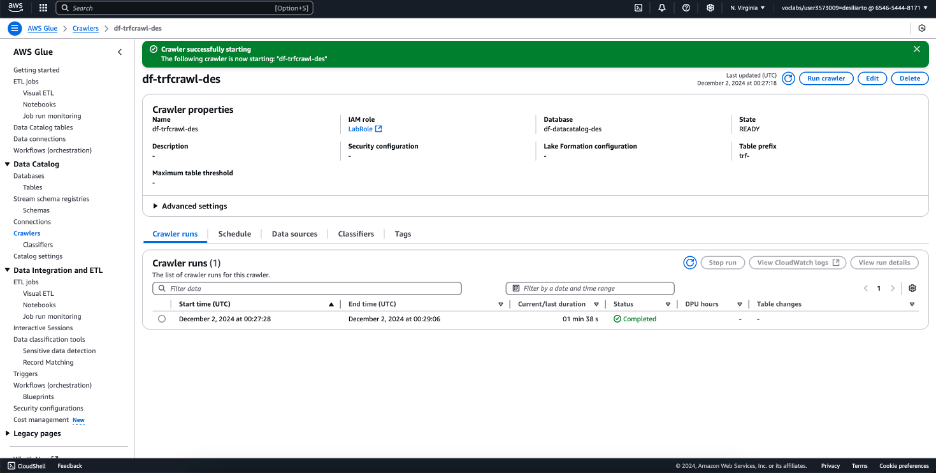 aws
Search
[Option+S]
N. Virginia
voclabs/user3573009=desiliarto @ 6546-5444-8171
AWS Glue > Crawlers > df-trfcrawl-des
AWS Glue
Getting started
ETL jobs
Visual ETL
Notebooks
Job run monitoring
Data Catalog tables
Data connections
Workflows (orchestration)
Data Catalog
Databases
Tables
Stream schema registries
Schemas
Connections
Crawlers
Classifiers
Catalog settings
Data Integration and ETL
ETL jobs
Visual ETL
Notebooks
Job run monitoring
Interactive Sessions
Data classification tools
Sensitive data detection
Record Matching
Triggers
Workflows (orchestration)
Blueprints
Security configurations
Cost management New
Legacy pages
Crawler successfully starting
The following crawler is now starting: "df-trfcrawl-des"
df-trfcrawl-des
Last updated (UTC)
December 2, 2024 at 00:27:18
Run crawler
Edit
Delete
Crawler properties
Name
df-trfcrawl-des
IAM role
LabRole
Database
df-datacatalog-des
State
READY
Description
-
Security configuration
-
Lake Formation configuration
-
Table prefix
trf-
Maximum table threshold
-
Advanced settings
Crawler runs
Schedule
Data sources
Classifiers
Tags
Crawler runs (1)
The list of crawler runs for this crawler.
Stop run
View CloudWatch logs
View run details
Filter data
Filter by a date and time range
1
Start time (UTC) End time (UTC) Current/last duration Status DPU hours Table changes
December 2, 2024 at 00:27:28 December 2, 2024 at 00:29:06 01 min 38 s Completed - -
CloudShell
Feedback
© 2024, Amazon Web Services, Inc. or its affiliates.
Privacy
Terms
Cookie preferences